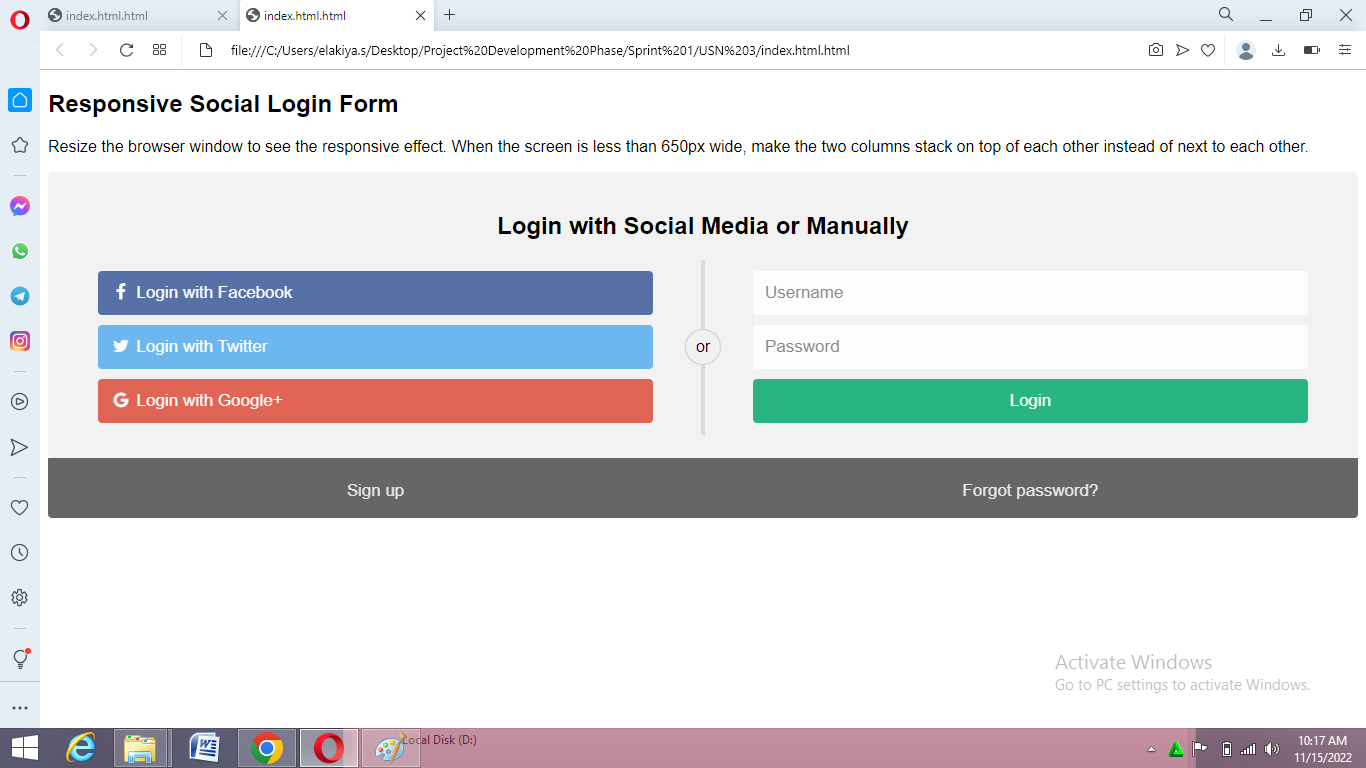 index.html.html
index.html.html
file:///C:/Users/elakiya.s/Desktop/Project%20Development%20Phase/Sprint%201/USN%203/index.html.html
Responsive Social Login Form
Resize the browser window to see the responsive effect. When the screen is less than 650px wide, make the two columns stack on top of each other instead of next to each other.
Login with Social Media or Manually
Login with Facebook
Login with Twitter
Login with Google+
or
Username
Password
Login
Sign up
Forgot password?
Activate Windows
Go to PC settings to activate Windows.
Local Disk (D:)
10:17 AM
11/15/2022